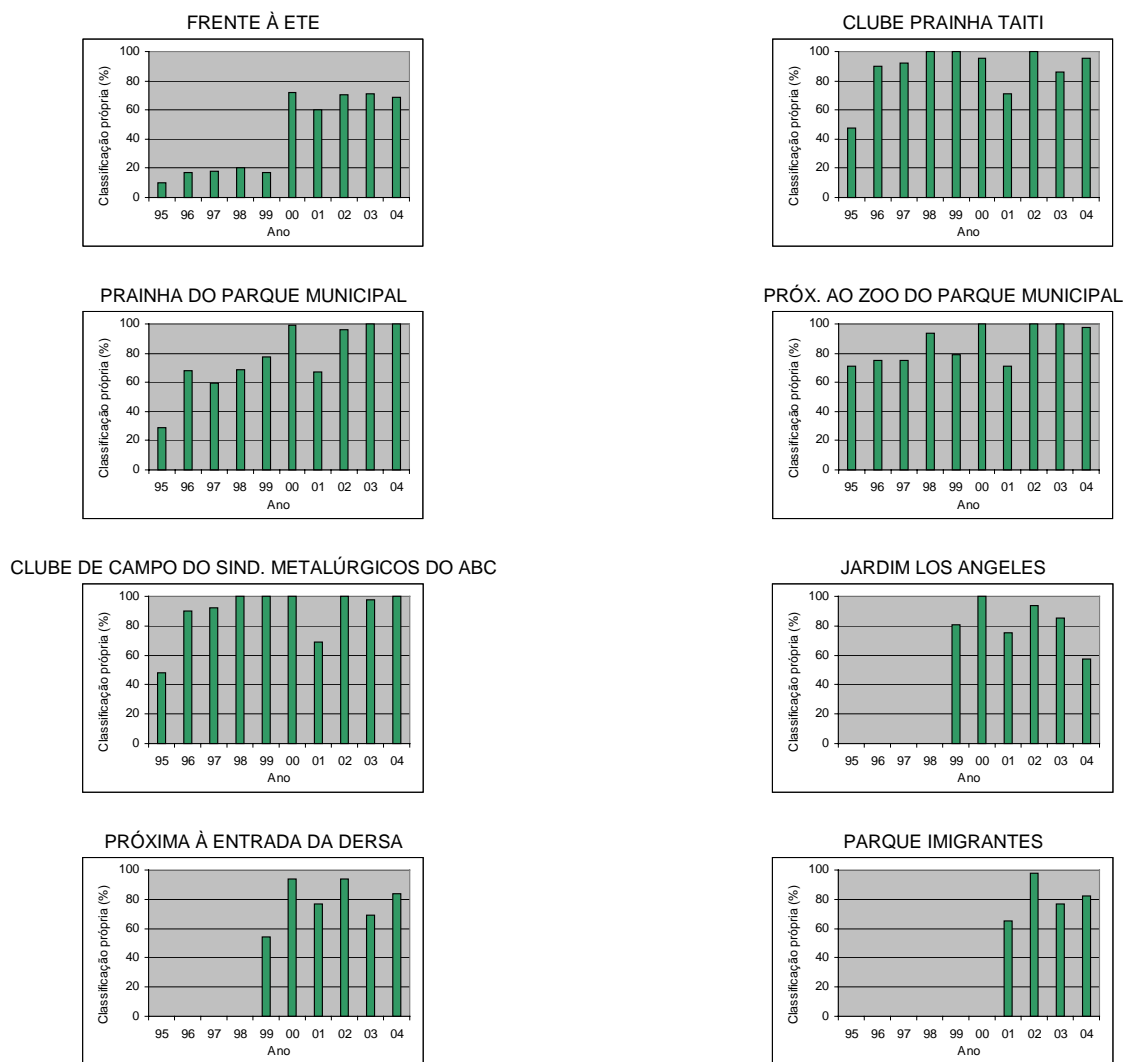 FRENTE À ETE
Classificação própria (%)
100
80
60
40
20
0
95 96 97 98 99 00 01 02 03 04
Ano
CLUBE PRAINHA TAITI
Classificação própria (%)
100
80
60
40
20
0
95 96 97 98 99 00 01 02 03 04
Ano
PRAINHA DO PARQUE MUNICIPAL
Classificação própria (%)
100
80
60
40
20
0
95 96 97 98 99 00 01 02 03 04
Ano
PRÓX. AO ZOO DO PARQUE MUNICIPAL
Classificação própria (%)
100
80
60
40
20
0
95 96 97 98 99 00 01 02 03 04
Ano
CLUBE DE CAMPO DO SIND. METALÚRGICOS DO ABC
Classificação própria (%)
100
80
60
40
20
0
95 96 97 98 99 00 01 02 03 04
Ano
JARDIM LOS ANGELES
Classificação própria (%)
100
80
60
40
20
0
95 96 97 98 99 00 01 02 03 04
Ano
PRÓXIMA À ENTRADA DA DERSA
Classificação própria (%)
100
80
60
40
20
0
95 96 97 98 99 00 01 02 03 04
Ano
PARQUE IMIGRANTES
Classificação própria (%)
100
80
60
40
20
0
95 96 97 98 99 00 01 02 03 04
Ano